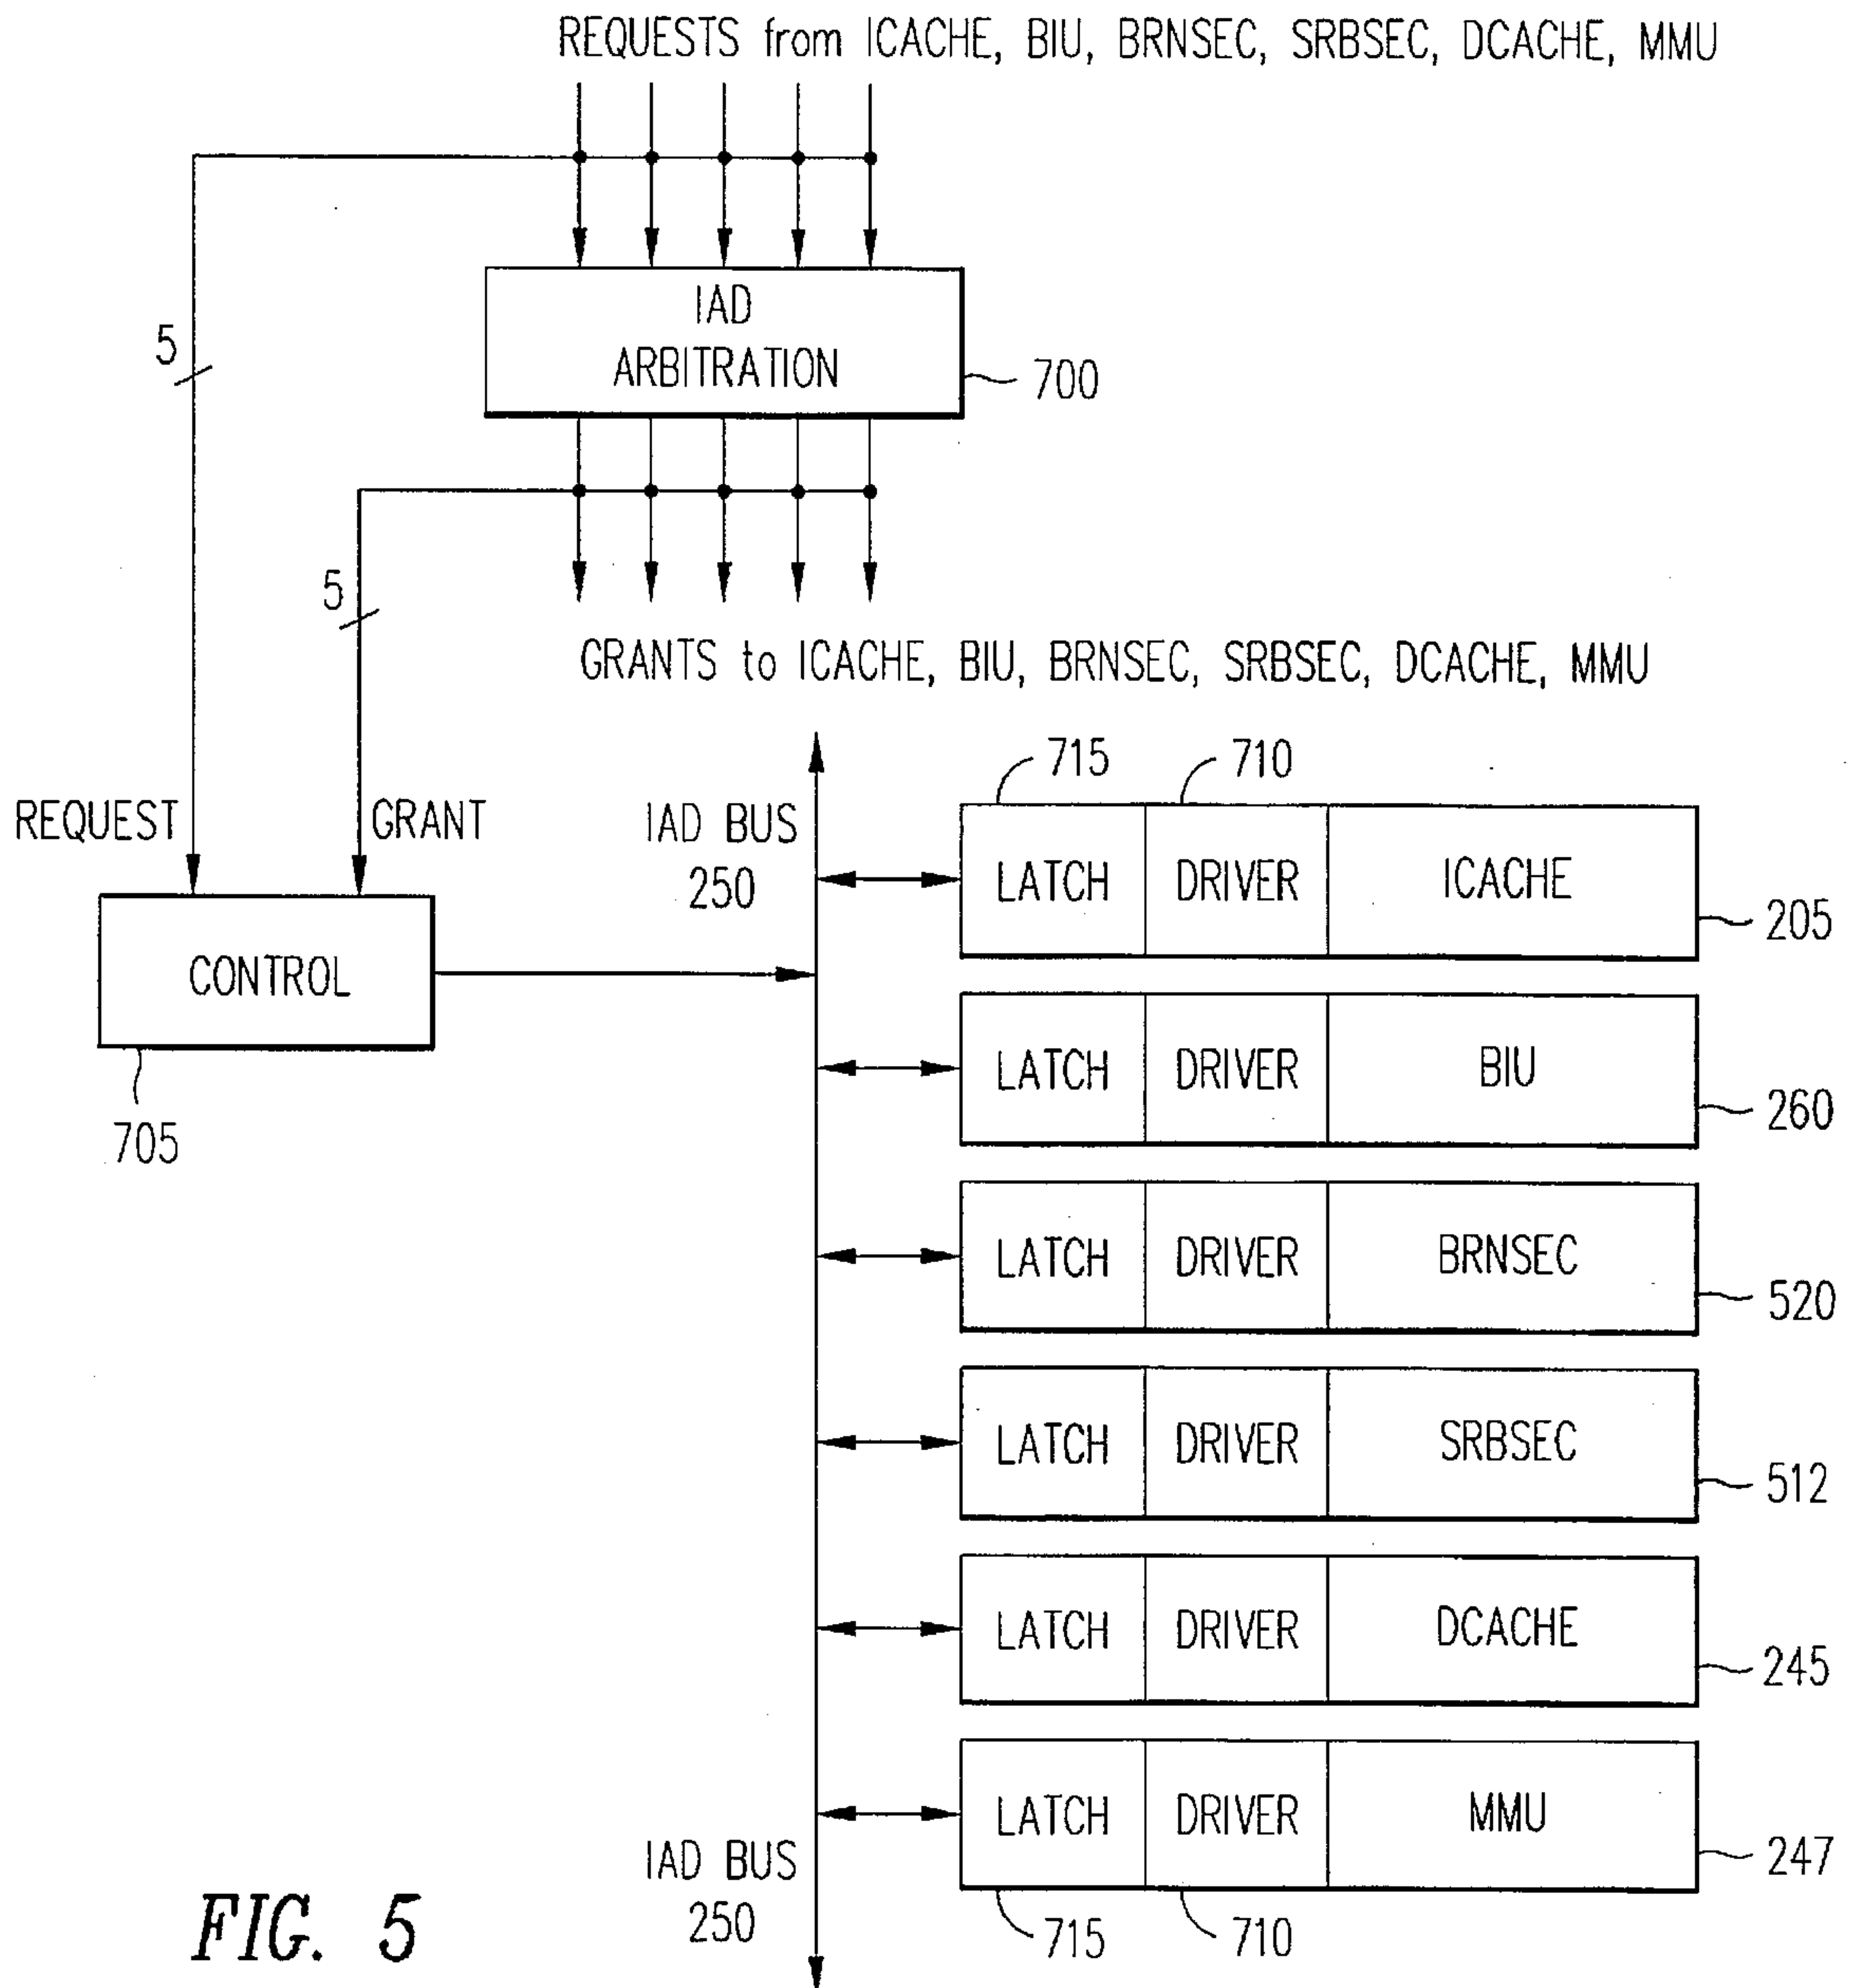 REQUESTS from ICACHE, BIU, BRNSEC, SRBSEC, DCACHE, MMU
IAD
ARBITRATION
700
5
5
GRANTS to ICACHE, BIU, BRNSEC, SRBSEC, DCACHE, MMU
REQUEST
GRANT
CONTROL
705
IAD BUS
250
715
710
LATCH DRIVER ICACHE
205
LATCH DRIVER BIU
260
LATCH DRIVER BRNSEC
520
LATCH DRIVER SRBSEC
512
LATCH DRIVER DCACHE
245
LATCH DRIVER MMU
247
IAD BUS
250
715
710
FIG. 5